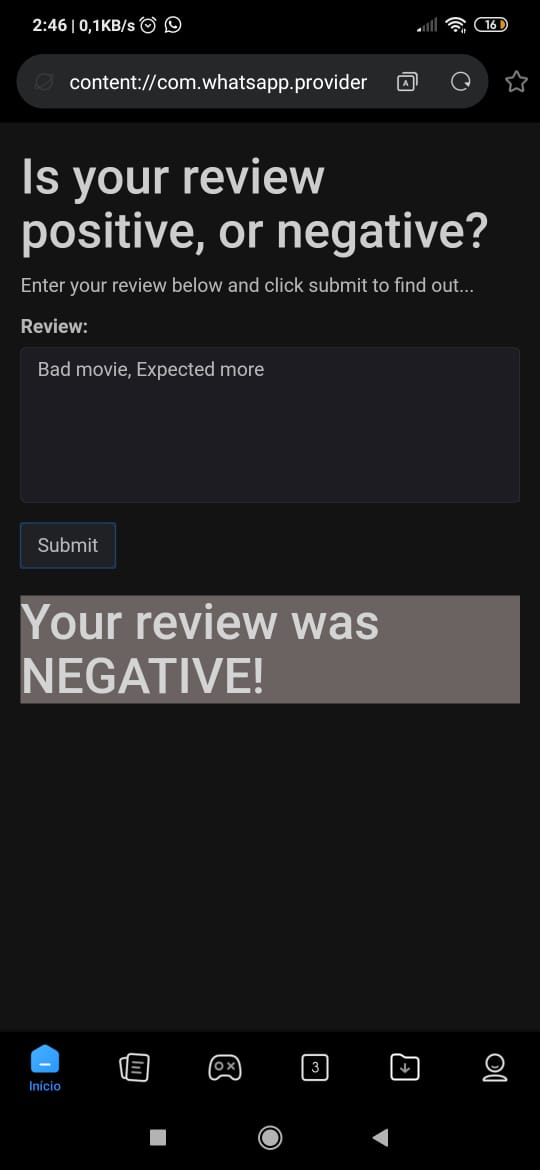 2:46 | 0,1KB/s
16
content://com.whatsapp.provider
Is your review
positive, or negative?
Enter your review below and click submit to find out...
Review:
Bad movie, Expected more
Submit
Your review was
NEGATIVE!
3
Início